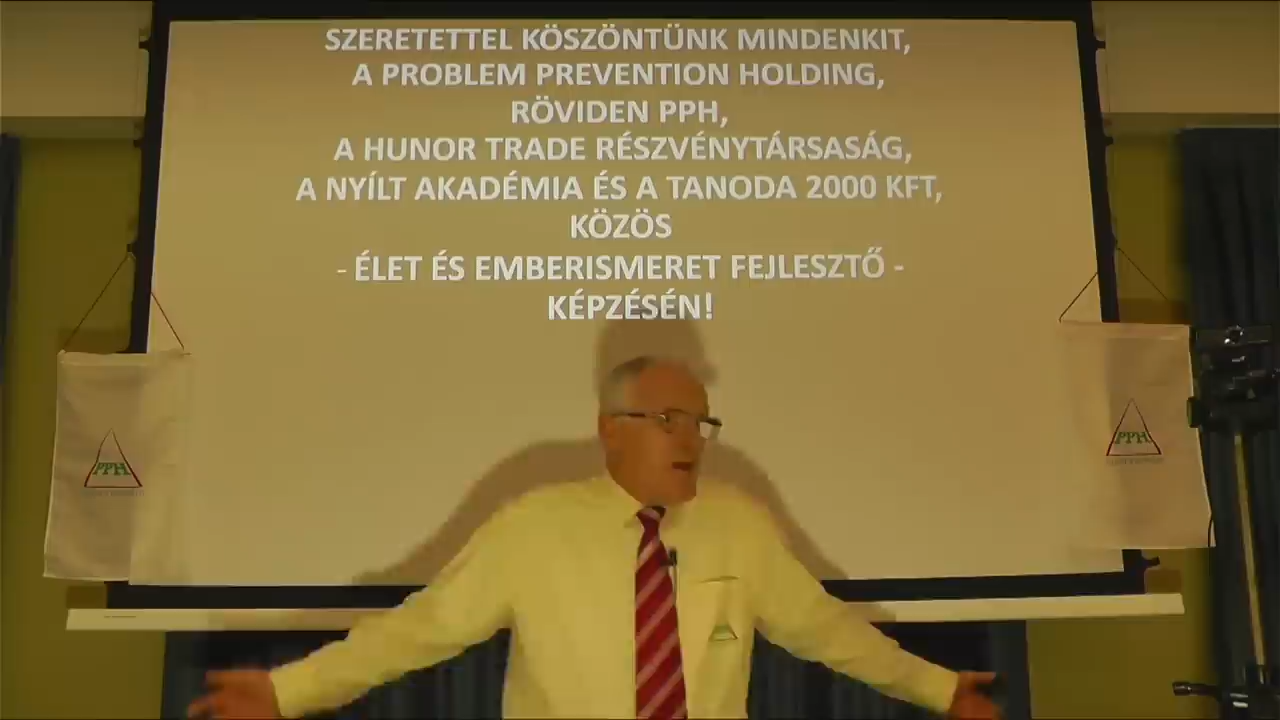 SZERETETTEL KÖSZÖNTÜNK MINDENKIT,
A PROBLEM PREVENTION HOLDING,
RÖVIDEN PPH,
A HUNOR TRADE RÉSZVÉNYTÁRSASÁG,
A NYÍLT AKADÉMIA ÉS A TANODA 2000 KFT,
KÖZÖS
- ÉLET ÉS EMBERISMERET FEJLESZTŐ -
KÉPZÉSÉN!
PPH
PPH